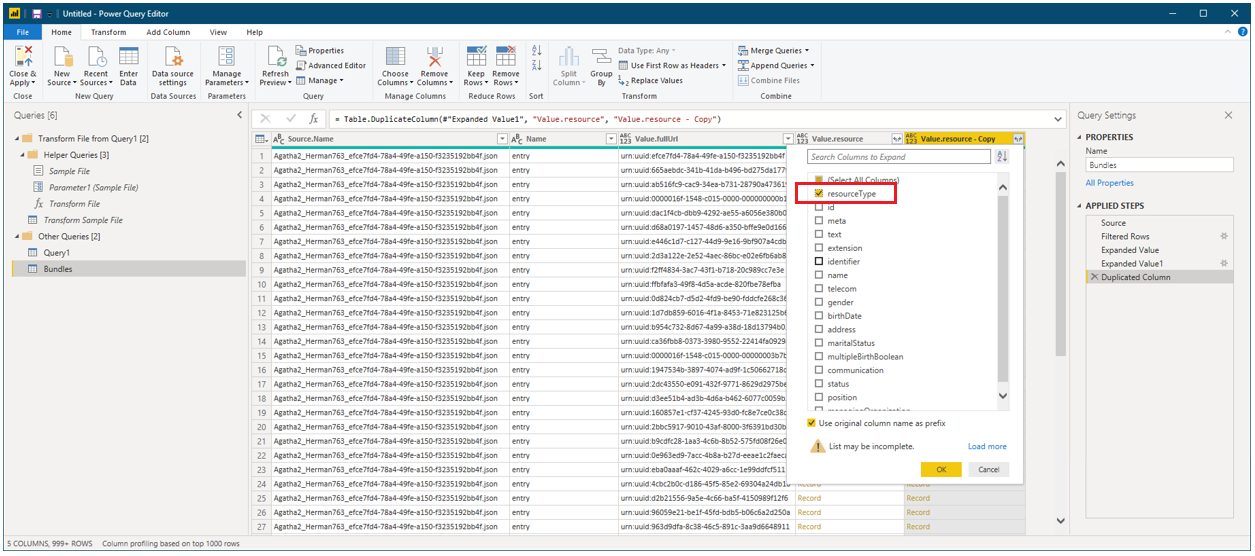 Untitled - Power Query Editor
File Home Transform Add Column View Help
Close & Apply
New Source
Recent Sources
Enter Data
Data source settings
Manage Parameters
Refresh Preview
Properties
Advanced Editor
Manage
Choose Columns
Remove Columns
Keep Rows
Remove Rows
Split Column
Group By
Data Type: Any
Use First Row as Headers
Replace Values
Merge Queries
Append Queries
Combine Files
Close New Query Data Sources Parameters Query Manage Columns Reduce Rows Sort Transform Combine
Queries [6]
Transform File from Query1 [2]
Helper Queries [3]
Sample File
Parameter1 (Sample File)
Transform File
Transform Sample File
Other Queries [2]
Query1
Bundles
= Table.DuplicateColumn(#"Expanded Value1", "Value.resource", "Value.resource - Copy")
Source.Name Name Value.fullUrl Value.resource Value.resource - Copy
1 Agatha2_Herman763_efce7fd4-78a4-49fe-a150-f3235192bb4f.json entry urn:uuid:efce7fd4-78a4-49fe-a150-f3235192bb4f
2 Agatha2_Herman763_efce7fd4-78a4-49fe-a150-f3235192bb4f.json entry urn:uuid:665aebdc-341b-41da-b496-bd275da177
3 Agatha2_Herman763_efce7fd4-78a4-49fe-a150-f3235192bb4f.json entry urn:uuid:ab516fc9-cac9-34ea-b731-28790a473615
4 Agatha2_Herman763_efce7fd4-78a4-49fe-a150-f3235192bb4f.json entry urn:uuid:0000016f-1548-c015-0000-000000000b1
5 Agatha2_Herman763_efce7fd4-78a4-49fe-a150-f3235192bb4f.json entry urn:uuid:dac1f4cb-dbb9-4292-ae55-a6056e380b0
6 Agatha2_Herman763_efce7fd4-78a4-49fe-a150-f3235192bb4f.json entry urn:uuid:d68a0197-1457-48d6-a350-bffe9e0d166
7 Agatha2_Herman763_efce7fd4-78a4-49fe-a150-f3235192bb4f.json entry urn:uuid:e446c1d7-c127-44d9-9e16-9bf907a4cdb
8 Agatha2_Herman763_efce7fd4-78a4-49fe-a150-f3235192bb4f.json entry urn:uuid:2d3a122e-2e52-4aec-86bc-e02e6fb6ab8
9 Agatha2_Herman763_efce7fd4-78a4-49fe-a150-f3235192bb4f.json entry urn:uuid:f2ff4834-3ac7-43f1-b718-20c989cc7e3e
10 Agatha2_Herman763_efce7fd4-78a4-49fe-a150-f3235192bb4f.json entry urn:uuid:ffbfafa3-49f8-4d5a-acde-820fbe78efba
11 Agatha2_Herman763_efce7fd4-78a4-49fe-a150-f3235192bb4f.json entry urn:uuid:0d824cb7-d5d2-4fd9-be90-fddcfe268c36
12 Agatha2_Herman763_efce7fd4-78a4-49fe-a150-f3235192bb4f.json entry urn:uuid:1d7db859-6016-4f1a-8453-71e823125b6
13 Agatha2_Herman763_efce7fd4-78a4-49fe-a150-f3235192bb4f.json entry urn:uuid:b954c732-8d67-4a99-a38d-18d13794b0
14 Agatha2_Herman763_efce7fd4-78a4-49fe-a150-f3235192bb4f.json entry urn:uuid:ca36fbb8-0373-3980-9552-22414fa0929
15 Agatha2_Herman763_efce7fd4-78a4-49fe-a150-f3235192bb4f.json entry urn:uuid:0000016f-1548-c015-0000-00000003b7b
16 Agatha2_Herman763_efce7fd4-78a4-49fe-a150-f3235192bb4f.json entry urn:uuid:1947534b-3897-4074-ad9f-1c50662718c
17 Agatha2_Herman763_efce7fd4-78a4-49fe-a150-f3235192bb4f.json entry urn:uuid:2dc43550-e091-432f-9771-8629d2975be
18 Agatha2_Herman763_efce7fd4-78a4-49fe-a150-f3235192bb4f.json entry urn:uuid:d3ee51b4-ad3b-4d6a-b462-6077c0059b
19 Agatha2_Herman763_efce7fd4-78a4-49fe-a150-f3235192bb4f.json entry urn:uuid:160857e1-cf37-4245-93d0-fc8e7ce0c38c
20 Agatha2_Herman763_efce7fd4-78a4-49fe-a150-f3235192bb4f.json entry urn:uuid:2bbc5917-9010-43af-8000-3f6391bd30b
21 Agatha2_Herman763_efce7fd4-78a4-49fe-a150-f3235192bb4f.json entry urn:uuid:b9cdfc28-1aa3-4c6b-8b52-575fd08f26e0
22 Agatha2_Herman763_efce7fd4-78a4-49fe-a150-f3235192bb4f.json entry urn:uuid:0e963ed9-7acc-4b8a-b27d-eeae1c2faeca
23 Agatha2_Herman763_efce7fd4-78a4-49fe-a150-f3235192bb4f.json entry urn:uuid:eba0aaaf-462c-4029-a6cc-1e99ddfcf511
24 Agatha2_Herman763_efce7fd4-78a4-49fe-a150-f3235192bb4f.json entry urn:uuid:4cbc2b0c-d186-45f5-85e2-69304a24db10 Record Record
25 Agatha2_Herman763_efce7fd4-78a4-49fe-a150-f3235192bb4f.json entry urn:uuid:d2b21556-9a5e-4c66-ba5f-4150989f12f6 Record Record
26 Agatha2_Herman763_efce7fd4-78a4-49fe-a150-f3235192bb4f.json entry urn:uuid:96059e21-be1f-45fd-bdb5-b06c6a2d250a Record Record
27 Agatha2_Herman763_efce7fd4-78a4-49fe-a150-f3235192bb4f.json entry urn:uuid:963d9dfa-8c38-46c5-891c-3aa9d6648911 Record Record
Search Columns to Expand
(Select All Columns)
resourceType
id
meta
text
extension
identifier
name
telecom
gender
birthDate
address
maritalStatus
multipleBirthBoolean
communication
status
position
managingOrganization
Use original column name as prefix
List may be incomplete. Load more
OK Cancel
Query Settings
PROPERTIES
Name
Bundles
All Properties
APPLIED STEPS
Source
Filtered Rows
Expanded Value
Expanded Value1
Duplicated Column
5 COLUMNS, 999+ ROWS Column profiling based on top 1000 rows